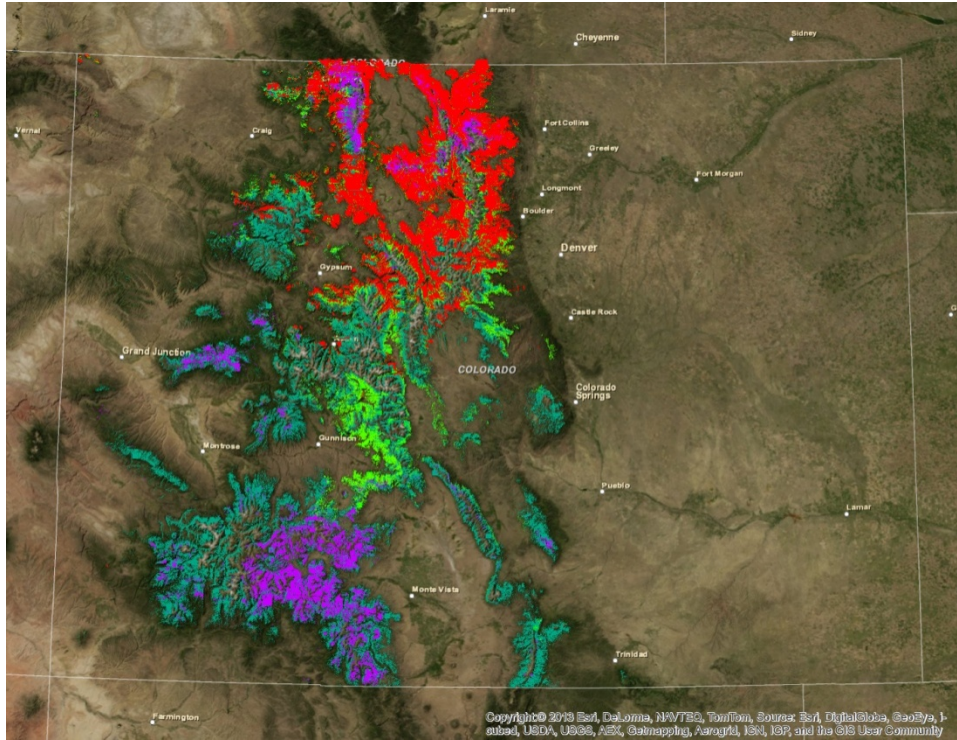 Laramie
Cheyenne
Sidney
COLORADO
Vernal
Craig
Fort Collins
Greeley
Fort Morgan
Longmont
Boulder
Denver
Gypsum
Castle Rock
Grand Junction
COLORADO
Colorado
Springs
Montrose
Gunnison
Pueblo
Lamar
Monte Vista
Trinidad
Farmington
Copyright:© 2013 Esri, DeLorme, NAVTEQ, TomTom, Source: Esri, DigitalGlobe, GeoEye, i-
cubed, USDA, USGS, AEX, Getmapping, Aerogrid, IGN, IGP, and the GIS User Community